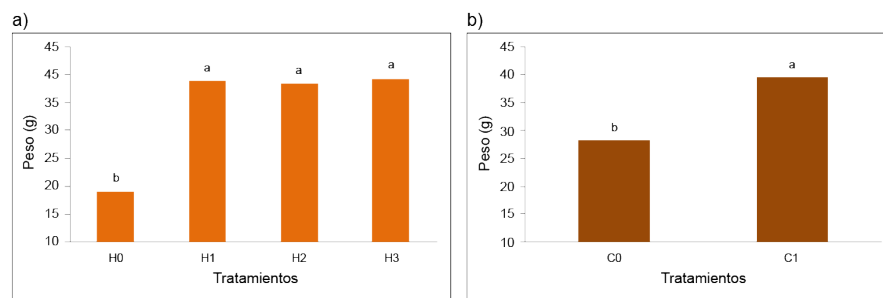 a)
45
45
35
30
20
20
15
10
Peso (g)
b
a
a
a
H0 H1 H2 H3
Tratamientos
b)
45
40
35
30
25
20
15
10
Peso (g)
b
a
C0 C1
Tratamientos